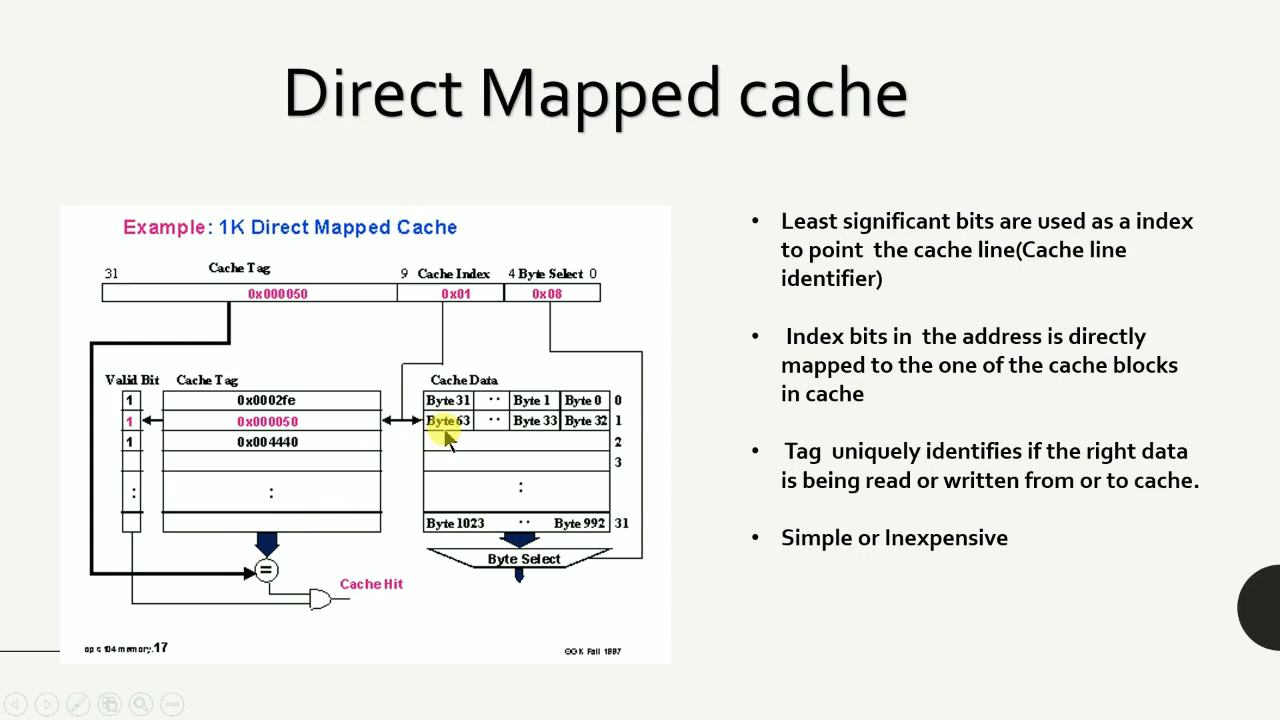 Direct Mapped cache
Example: 1K Direct Mapped Cache
31 Cache Tag 9 Cache Index 4 Byte Select 0
0x000050 0x01 0x08
Valid Bit Cache Tag Cache Data
1 0x0002fe Byte 31 ·· Byte 1 Byte 0 0
1 0x000050 Byte 63 ·· Byte 33 Byte 32 1
1 0x004440 2
3
: : :
Byte 1023 ·· Byte 992 31
= Byte Select
Cache Hit
memory.17 ©GK Fall 1997
• Least significant bits are used as a index
to point the cache line(Cache line
identifier)
• Index bits in the address is directly
mapped to the one of the cache blocks
in cache
• Tag uniquely identifies if the right data
is being read or written from or to cache.
• Simple or Inexpensive